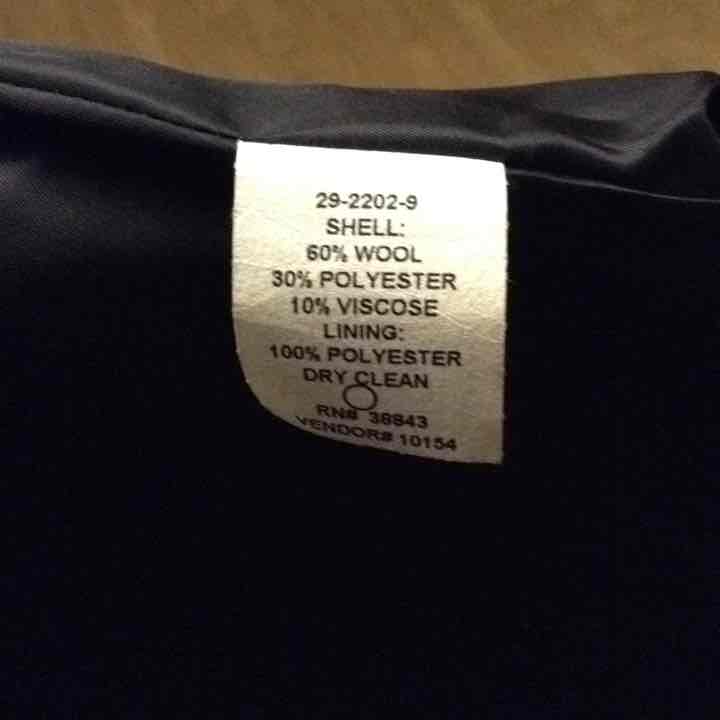 29-2202-9
SHELL:
60% WOOL
30% POLYESTER
10% VISCOSE
LINING:
100% POLYESTER
DRY CLEAN
RN# 38843
VENDOR# 10154